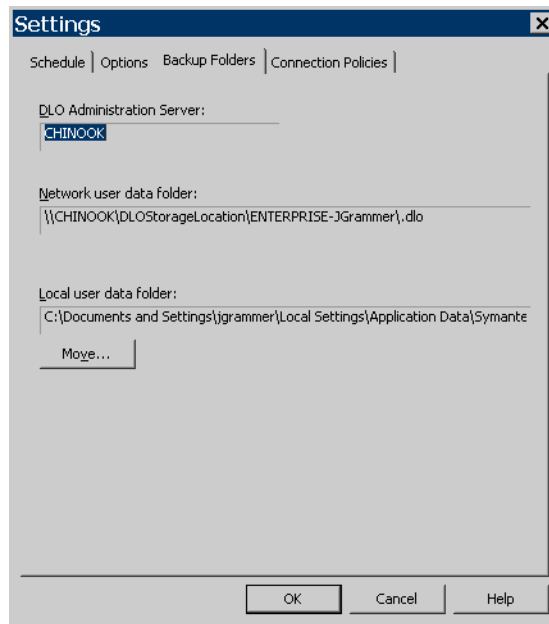 Settings
Schedule Options Backup Folders Connection Policies
DLO Administration Server:
CHINOOK
Network user data folder:
\\CHINOOK\DLOStorageLocation\ENTERPRISE-JGrammer\.dlo
Local user data folder:
C:\Documents and Settings\jgrammer\Local Settings\Application Data\Symante
Move...
OK Cancel Help